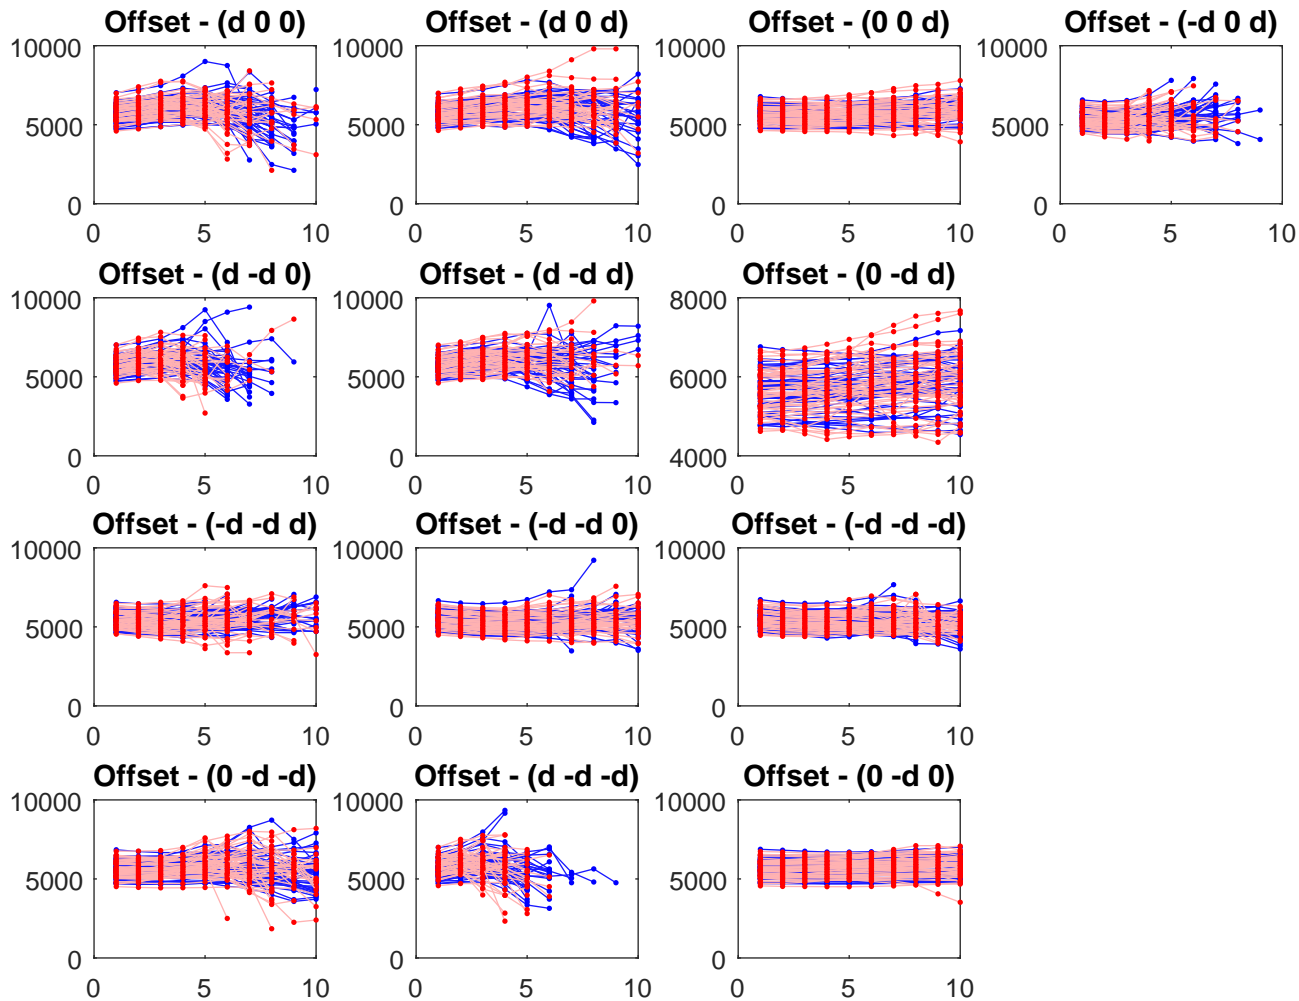 Offset - (d 0 0) Offset - (d 0 d) Offset - (0 0 d) Offset - (-d 0 d)
10000 10000 10000 10000
5000 5000 5000 5000
0 0 0 0
0 5 10 0 5 10 0 5 10 0 5 10
Offset - (d -d 0) Offset - (d -d d) Offset - (0 -d d)
10000 10000 8000
5000 5000 6000
0 0 4000
0 5 10 0 5 10 0 5 10
Offset - (-d -d d) Offset - (-d -d 0) Offset - (-d -d -d)
10000 10000 10000
5000 5000 5000
0 0 0
0 5 10 0 5 10 0 5 10
Offset - (0 -d -d) Offset - (d -d -d) Offset - (0 -d 0)
10000 10000 10000
5000 5000 5000
0 0 0
0 5 10 0 5 10 0 5 10